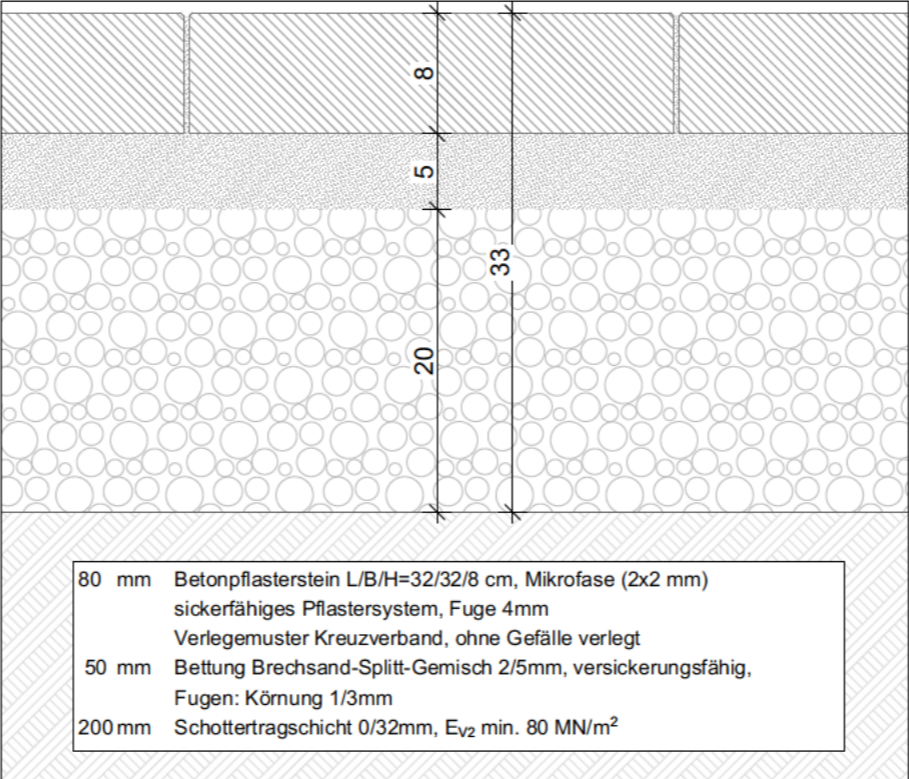 8
5
33
20
80 mm Betonpflasterstein L/B/H=32/32/8 cm, Mikrofase (2x2 mm)
sickerfähiges Pflastersystem, Fuge 4mm
Verlegemuster Kreuzverband, ohne Gefälle verlegt
50 mm Bettung Brechsand-Splitt-Gemisch 2/5mm, versickerungsfähig,
Fugen: Körnung 1/3mm
200 mm Schottertragschicht 0/32mm, E_V2 min. 80 MN/m²